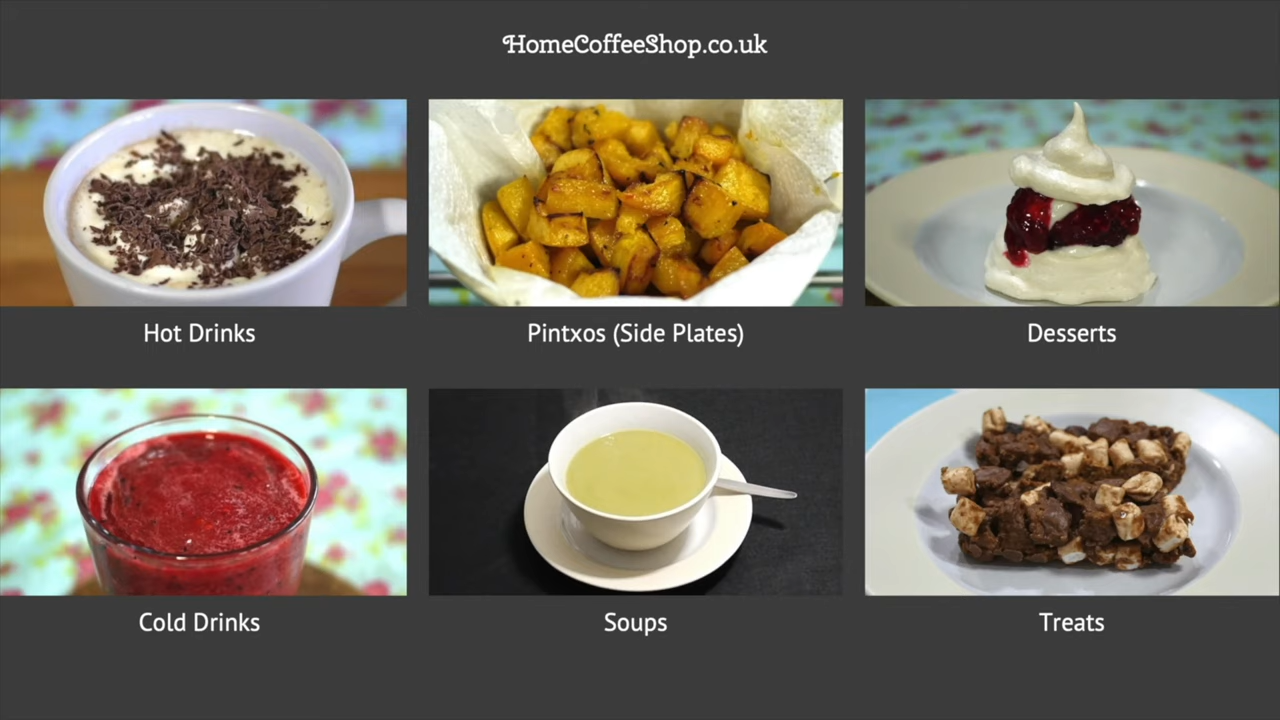 HomeCoffeeShop.co.uk
Hot Drinks
Pintxos (Side Plates)
Desserts
Cold Drinks
Soups
Treats